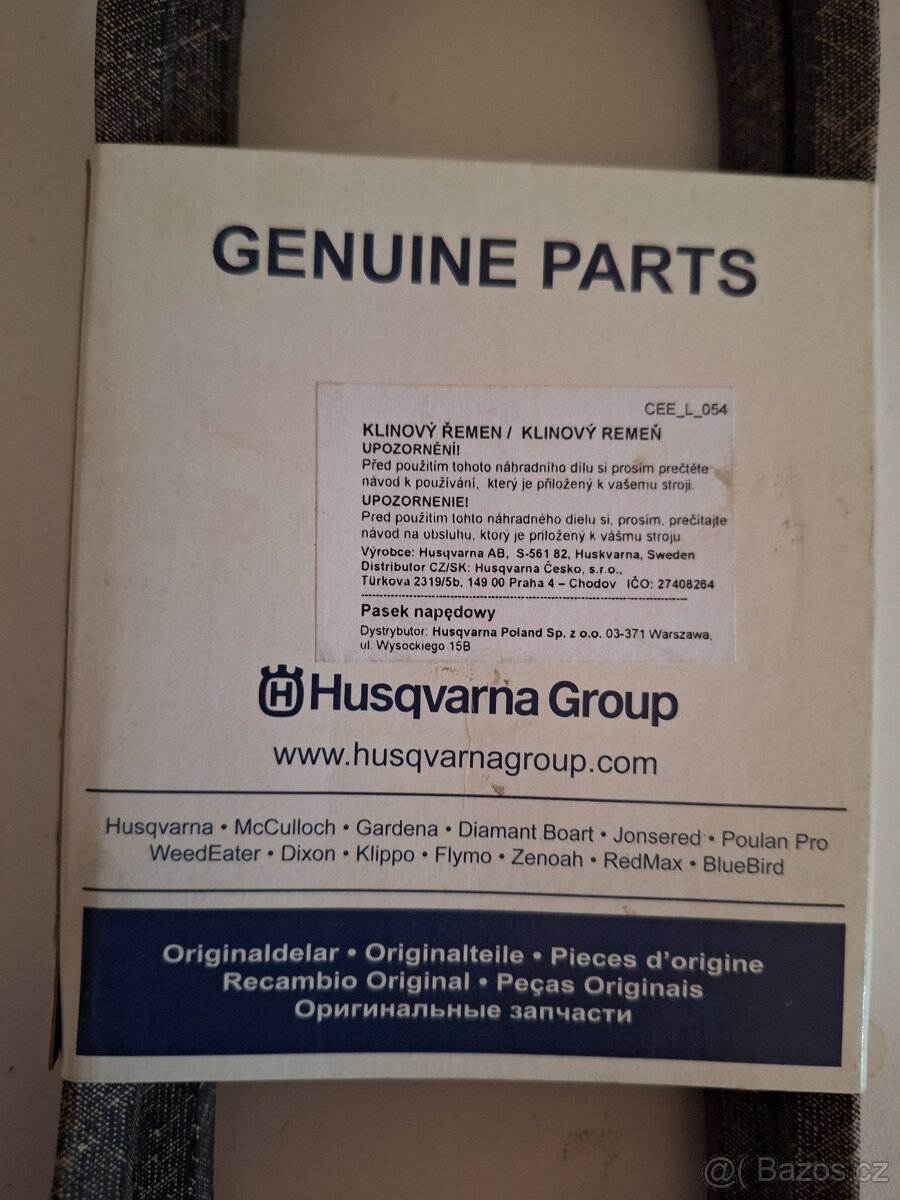 GENUINE PARTS
CEE_L_054
KLINOVÝ ŘEMEN / KLINOVÝ REMEŇ
UPOZORNĚNÍ!
Před použitím tohoto náhradního dílu si prosím prečtěte
návod k používání, který je přiložený k vašemu stroji.
UPOZORNENIE!
Pred použitím tohto náhradného dielu si, prosím, prečítajte
návod na obsluhu, ktorý je priložený k vášmu stroju.
Výrobce: Husqvarna AB, S-561 82, Huskvarna, Sweden
Distributor CZ/SK: Husqvarna Česko, s.r.o.,
Türkova 2319/5b, 149 00 Praha 4 – Chodov IČO: 27408264
Pasek napędowy
Dystrybutor: Husqvarna Poland Sp. z o.o. 03-371 Warszawa,
ul. Wysockiego 15B
H Husqvarna Group
www.husqvarnagroup.com
Husqvarna • McCulloch • Gardena • Diamant Boart • Jonsered • Poulan Pro
WeedEater • Dixon • Klippo • Flymo • Zenoah • RedMax • BlueBird
Originaldelar • Originalteile • Pieces d'origine
Recambio Original • Peças Originais
Оригинальные запчасти
@( Bazoš.cz